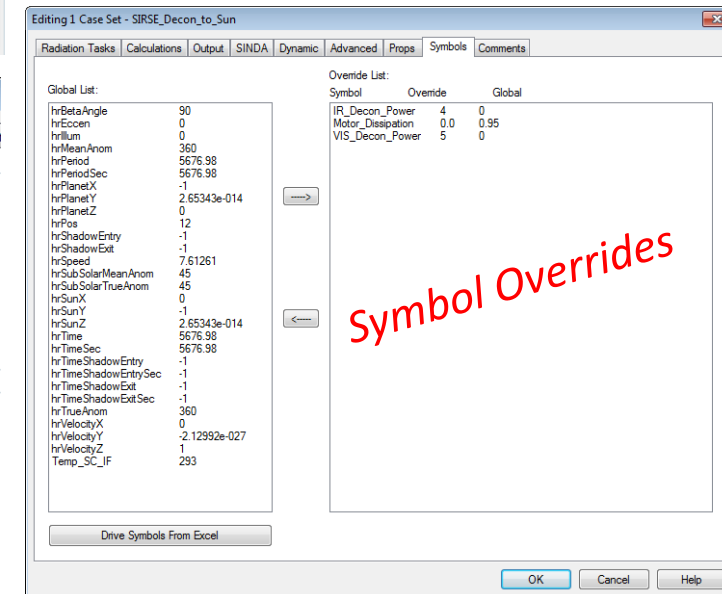 Editing 1 Case Set - SIRSE_Decon_to_Sun
Radiation Tasks Calculations Output SINDA Dynamic Advanced Props Symbols Comments
Global List:
hrBetaAngle 90
hrEccen 0
hrIllum 0
hrMeanAnom 360
hrPeriod 5676.98
hrPeriodSec 5676.98
hrPlanetX -1
hrPlanetY 2.65343e-014
hrPlanetZ 0
hrPos 12
hrShadowEntry -1
hrShadowExit -1
hrSpeed 7.61261
hrSubSolarMeanAnom 45
hrSubSolarTrueAnom 45
hrSunX 0
hrSunY -1
hrSunZ 2.65343e-014
hrTime 5676.98
hrTimeSec 5676.98
hrTimeShadowEntry -1
hrTimeShadowEntrySec -1
hrTimeShadowExit -1
hrTimeShadowExitSec -1
hrTrueAnom 360
hrVelocityX 0
hrVelocityY -2.12992e-027
hrVelocityZ 1
Temp_SC_IF 293
Drive Symbols From Excel
---->
<----
Override List:
Symbol Override Global
IR_Decon_Power 4 0
Motor_Dissipation 0.0 0.95
VIS_Decon_Power 5 0
Symbol Overrides
OK Cancel Help